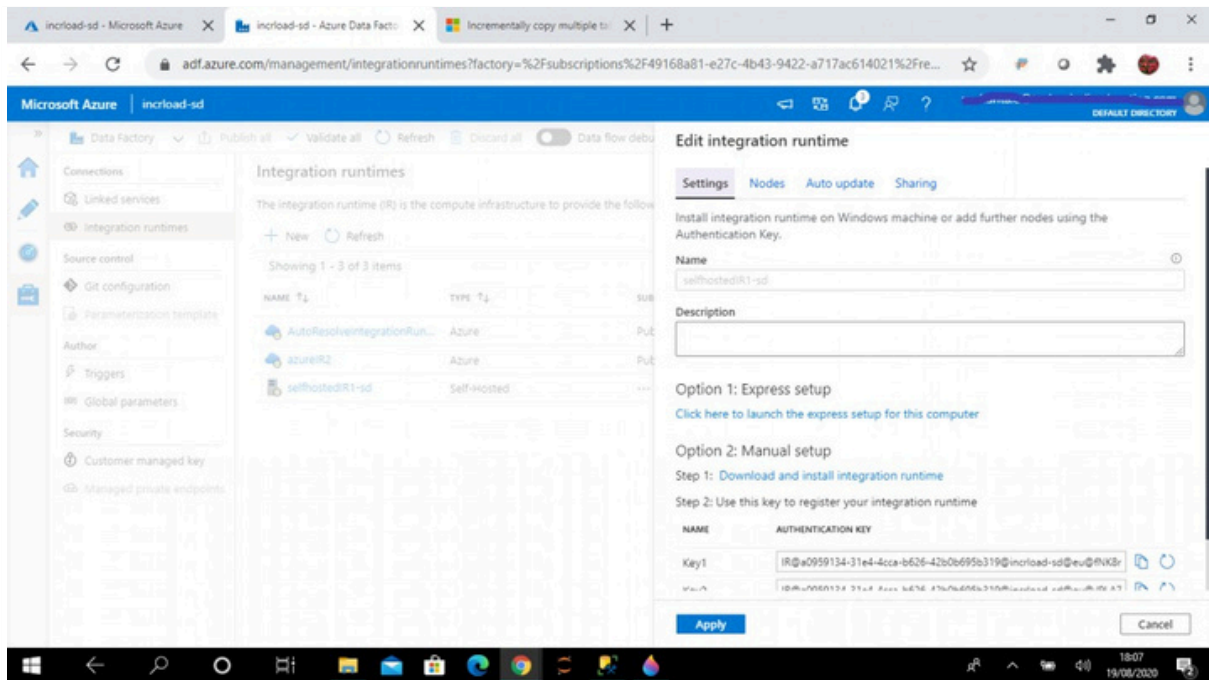 incrload-sd - Microsoft Azure
incrload-sd - Azure Data Facto
Incrementally copy multiple ta
adf.azure.com/management/integrationruntimes?factory=%2Fsubscriptions%2F49168a81-e27c-4b43-9422-a717ac614021%2Fre...
Microsoft Azure | incrload-sd
3
?
DEFAULT DIRECTORY
»
Data Factory
Publish all
Validate all
Refresh
Discard all
Data flow debu
Connections
Linked services
Integration runtimes
Source control
Git configuration
Parameterization template
Author
Triggers
Global parameters
Security
Customer managed key
Managed private endpoints
Integration runtimes
The integration runtime (IR) is the compute infrastructure to provide the follow
+ New
Refresh
Showing 1 - 3 of 3 items
NAME TYPE SUB
AutoResolveIntegrationRun... Azure Pub
azureIR2 Azure Pub
selfhostedIR1-sd Self-Hosted ---
Edit integration runtime
Settings Nodes Auto update Sharing
Install integration runtime on Windows machine or add further nodes using the
Authentication Key.
Name
selfhostedIR1-sd
Description
Option 1: Express setup
Click here to launch the express setup for this computer
Option 2: Manual setup
Step 1: Download and install integration runtime
Step 2: Use this key to register your integration runtime
NAME AUTHENTICATION KEY
Key1 IR@a0959134-31e4-4cca-b626-42b0b695b319@incrload-sd@eu@fNK8r
Apply
Cancel
18:07
19/08/2020